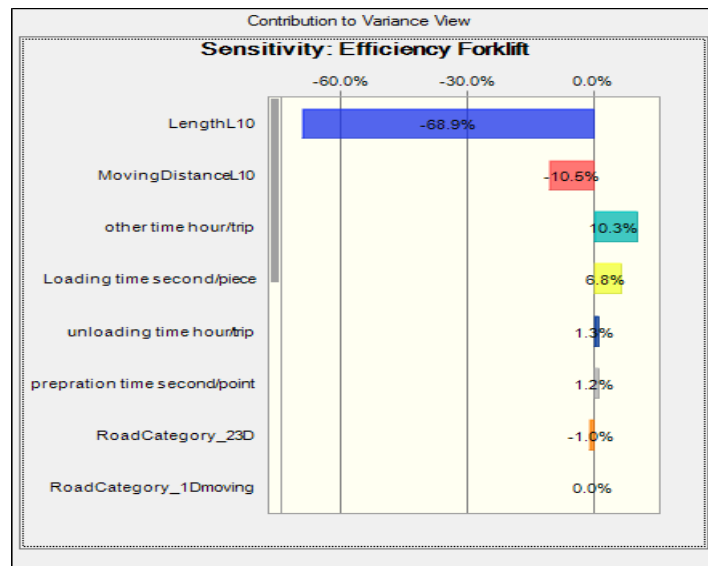 Contribution to Variance View
Sensitivity: Efficiency Forklift
-60.0% -30.0% 0.0%
LengthL10 -68.9%
MovingDistanceL10 -10.5%
other time hour/trip 10.3%
Loading time second/piece 6.8%
unloading time hour/trip 1.3%
prepration time second/point 1.2%
RoadCategory_23D -1.0%
RoadCategory_1Dmoving 0.0%